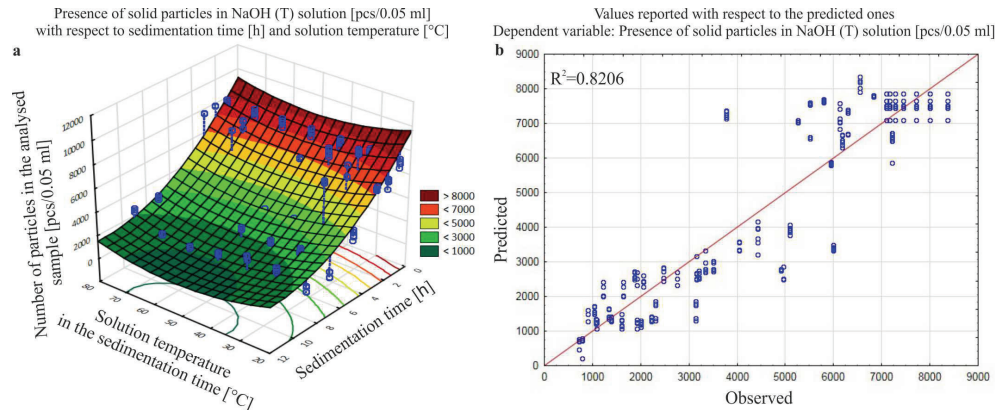 Presence of solid particles in NaOH (T) solution [pcs/0.05 ml]
with respect to sedimentation time [h] and solution temperature [°C]
a
Number of particles in the analysed
sample [pcs/0.05 ml]
12000
10000
8000
6000
4000
2000
0
> 8000
< 7000
< 5000
< 3000
< 1000
80
70
60
50
40
30
20
Solution temperature
in the sedimentation time [°C]
12
10
8
6
4
2
0
Sedimentation time [h]
Values reported with respect to the predicted ones
Dependent variable: Presence of solid particles in NaOH (T) solution [pcs/0.05 ml]
b
R²=0.8206
Predicted
9000
8000
7000
6000
5000
4000
3000
2000
1000
0
0 1000 2000 3000 4000 5000 6000 7000 8000 9000
Observed